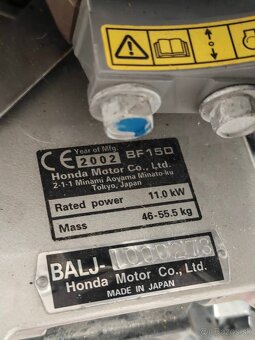 Year of Mfg.
CE 2002 BF15D
Honda Motor Co., Ltd.
2-1-1 Minami Aoyama Minato-ku
Tokyo, Japan
Rated power 11.0 kW
Mass 46-55.5 kg
BALJ-
Honda Motor Co., Ltd.
MADE IN JAPAN